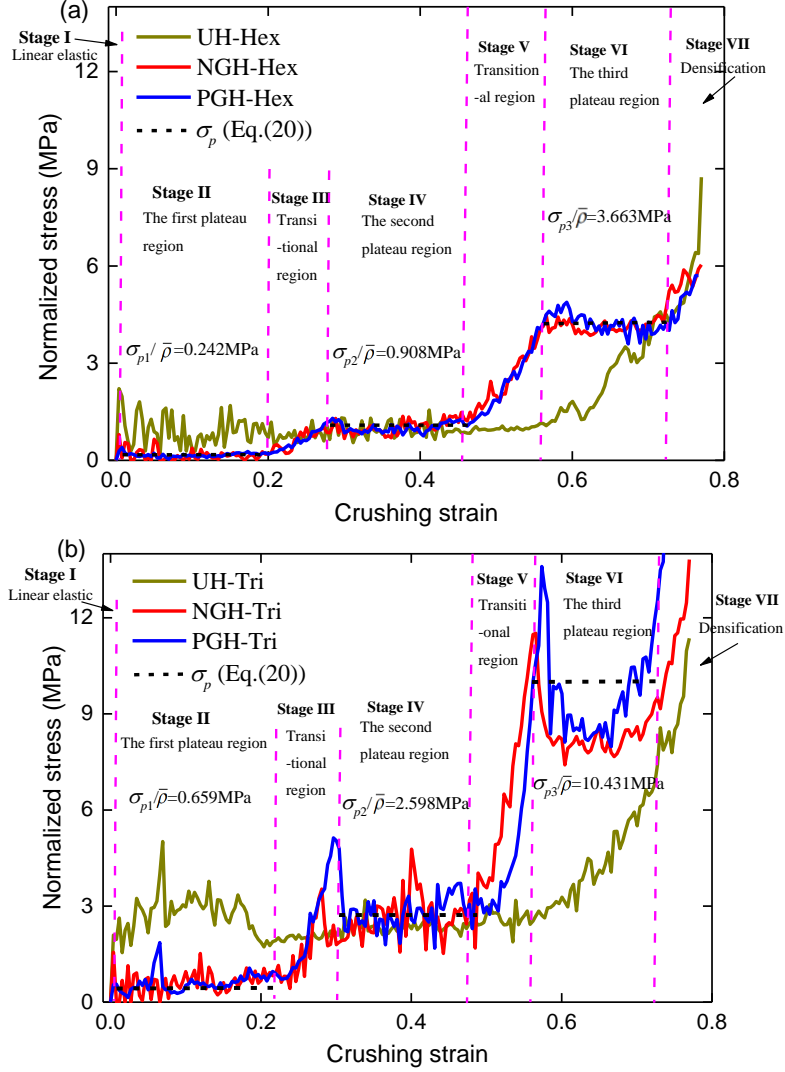 (a)
Stage I
Linear elastic
UH-Hex
NGH-Hex
PGH-Hex
σp (Eq.(20))
Stage II
The first plateau
region
Stage III
Transi
-tional
region
Stage IV
The second
plateau region
Stage V
Transition
-al region
Stage VI
The third
plateau region
Stage VII
Densification
σp1/ ρ̄=0.242MPa
σp2/ρ̄=0.908MPa
σp3/ρ̄=3.663MPa
Normalized stress (MPa)
12
9
6
3
0
0.0 0.2 0.4 0.6 0.8
Crushing strain
(b)
Stage I
Linear elastic
UH-Tri
NGH-Tri
PGH-Tri
σp (Eq.(20))
Stage II
The first plateau region
Stage III
Transi
-tional
region
Stage IV
The second
plateau region
Stage V
Transiti
-onal
region
Stage VI
The third
plateau region
Stage VII
Densification
σp1/ρ̄=0.659MPa
σp2/ρ̄=2.598MPa
σp3/ρ̄=10.431MPa
Normalized stress (MPa)
12
9
6
3
0
0.0 0.2 0.4 0.6 0.8
Crushing strain